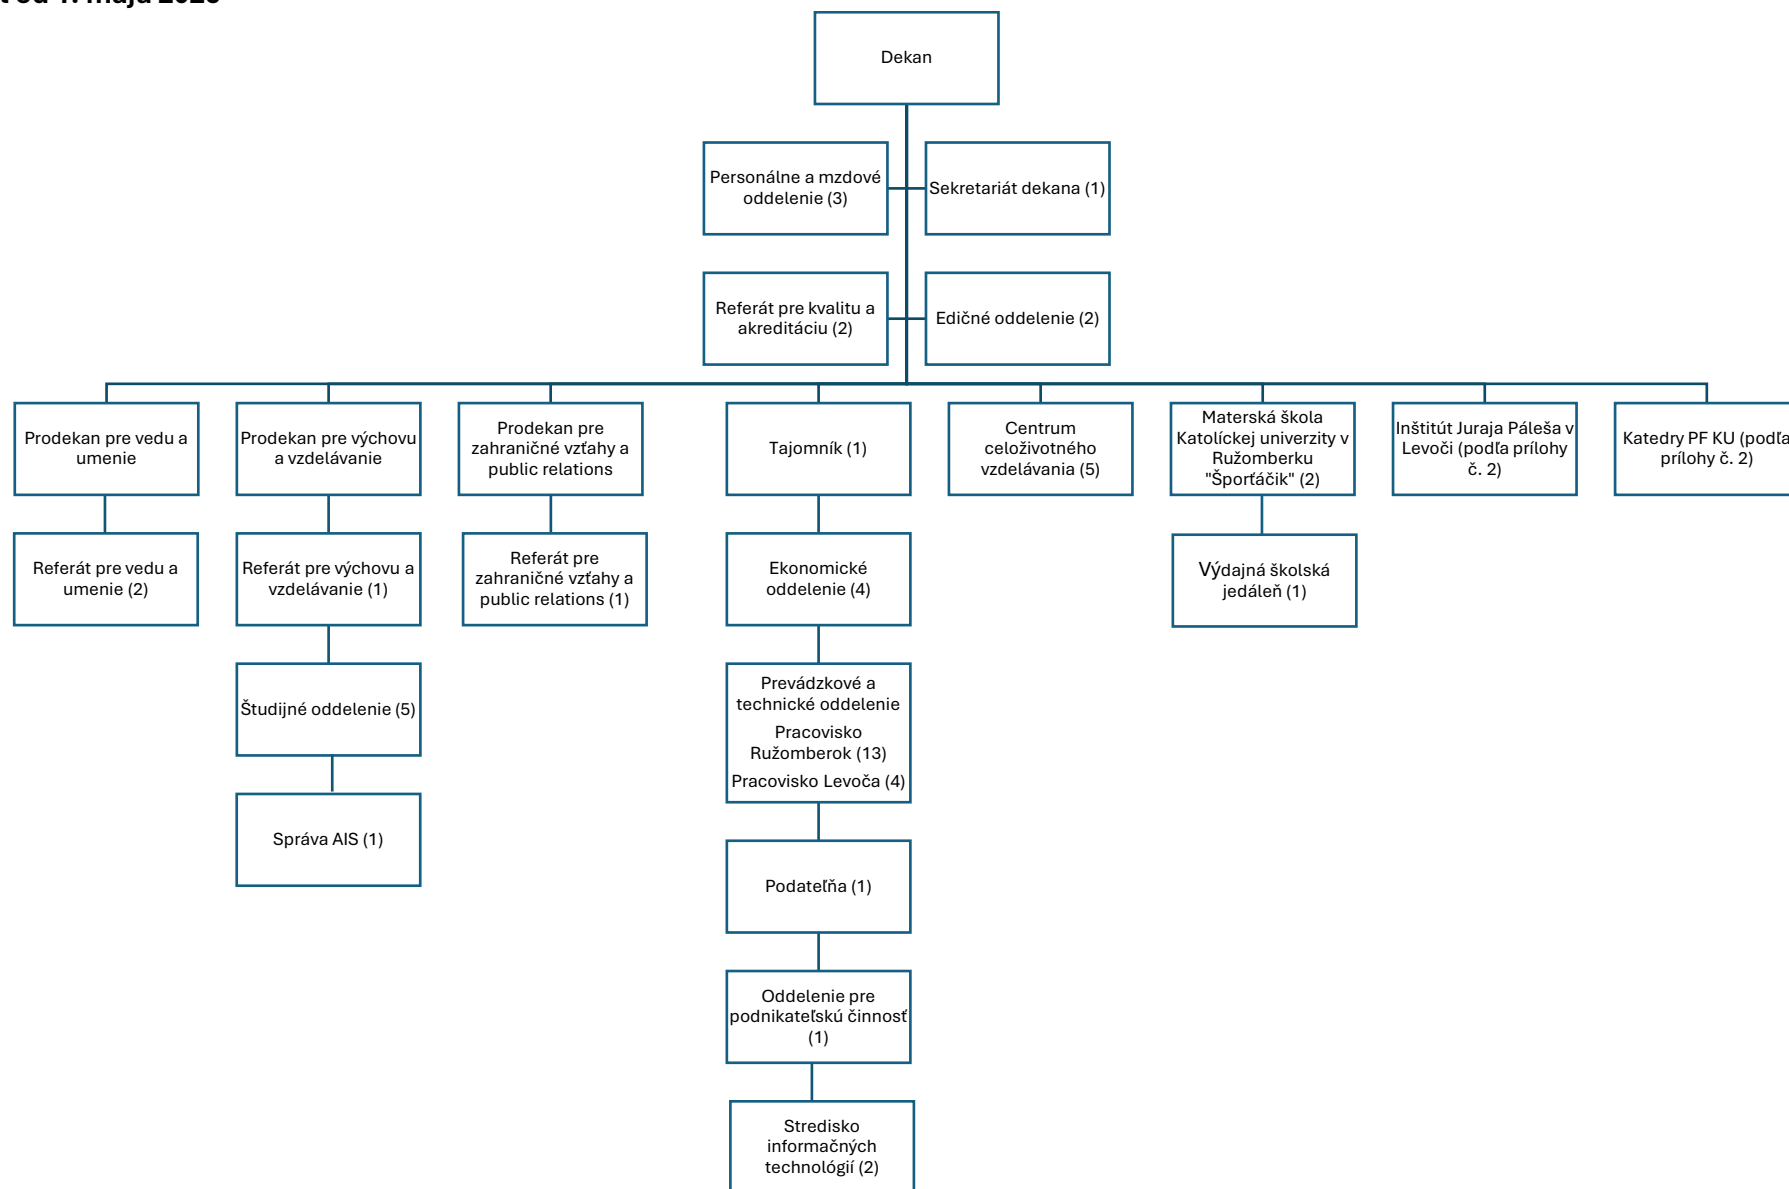 od mája
Dekan
Personálne a mzdové
oddelenie (3)
Sekretariát dekana (1)
Referát pre kvalitu a
akreditáciu (2)
Edičné oddelenie (2)
Prodekan pre vedu a
umenie
Prodekan pre výchovu
a vzdelávanie
Prodekan pre
zahraničné vzťahy a
public relations
Tajomník (1)
Centrum
celoživotného
vzdelávania (5)
Materská škola
Katolíckej univerzity v
Ružomberku
"Športáčik" (2)
Inštitút Juraja Páleša v
Levoči (podľa prílohy
č. 2)
Katedry PF KU (podľa
prílohy č. 2)
Referát pre vedu a
umenie (2)
Referát pre výchovu a
vzdelávanie (1)
Referát pre
zahraničné vzťahy a
public relations (1)
Ekonomické
oddelenie (4)
Výdajná školská
jedáleň (1)
Študijné oddelenie (5)
Prevádzkové a
technické oddelenie
Pracovisko
Ružomberok (13)
Pracovisko Levoča (4)
Správa AIS (1)
Podateľňa (1)
Oddelenie pre
podnikateľskú činnosť
(1)
Stredisko
informačných
technológií (2)